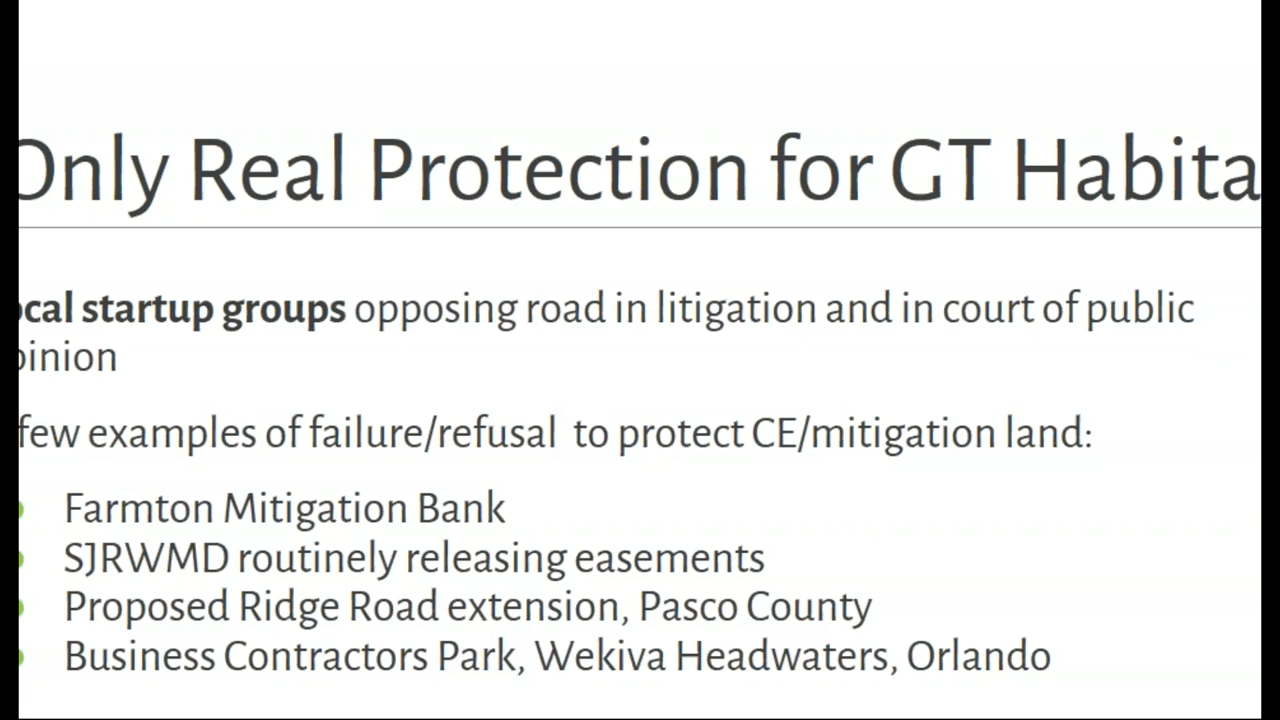 Only Real Protection for GT Habita
ocal startup groups opposing road in litigation and in court of public
pinion
few examples of failure/refusal to protect CE/mitigation land:
Farmton Mitigation Bank
SJRWMD routinely releasing easements
Proposed Ridge Road extension, Pasco County
Business Contractors Park, Wekiva Headwaters, Orlando